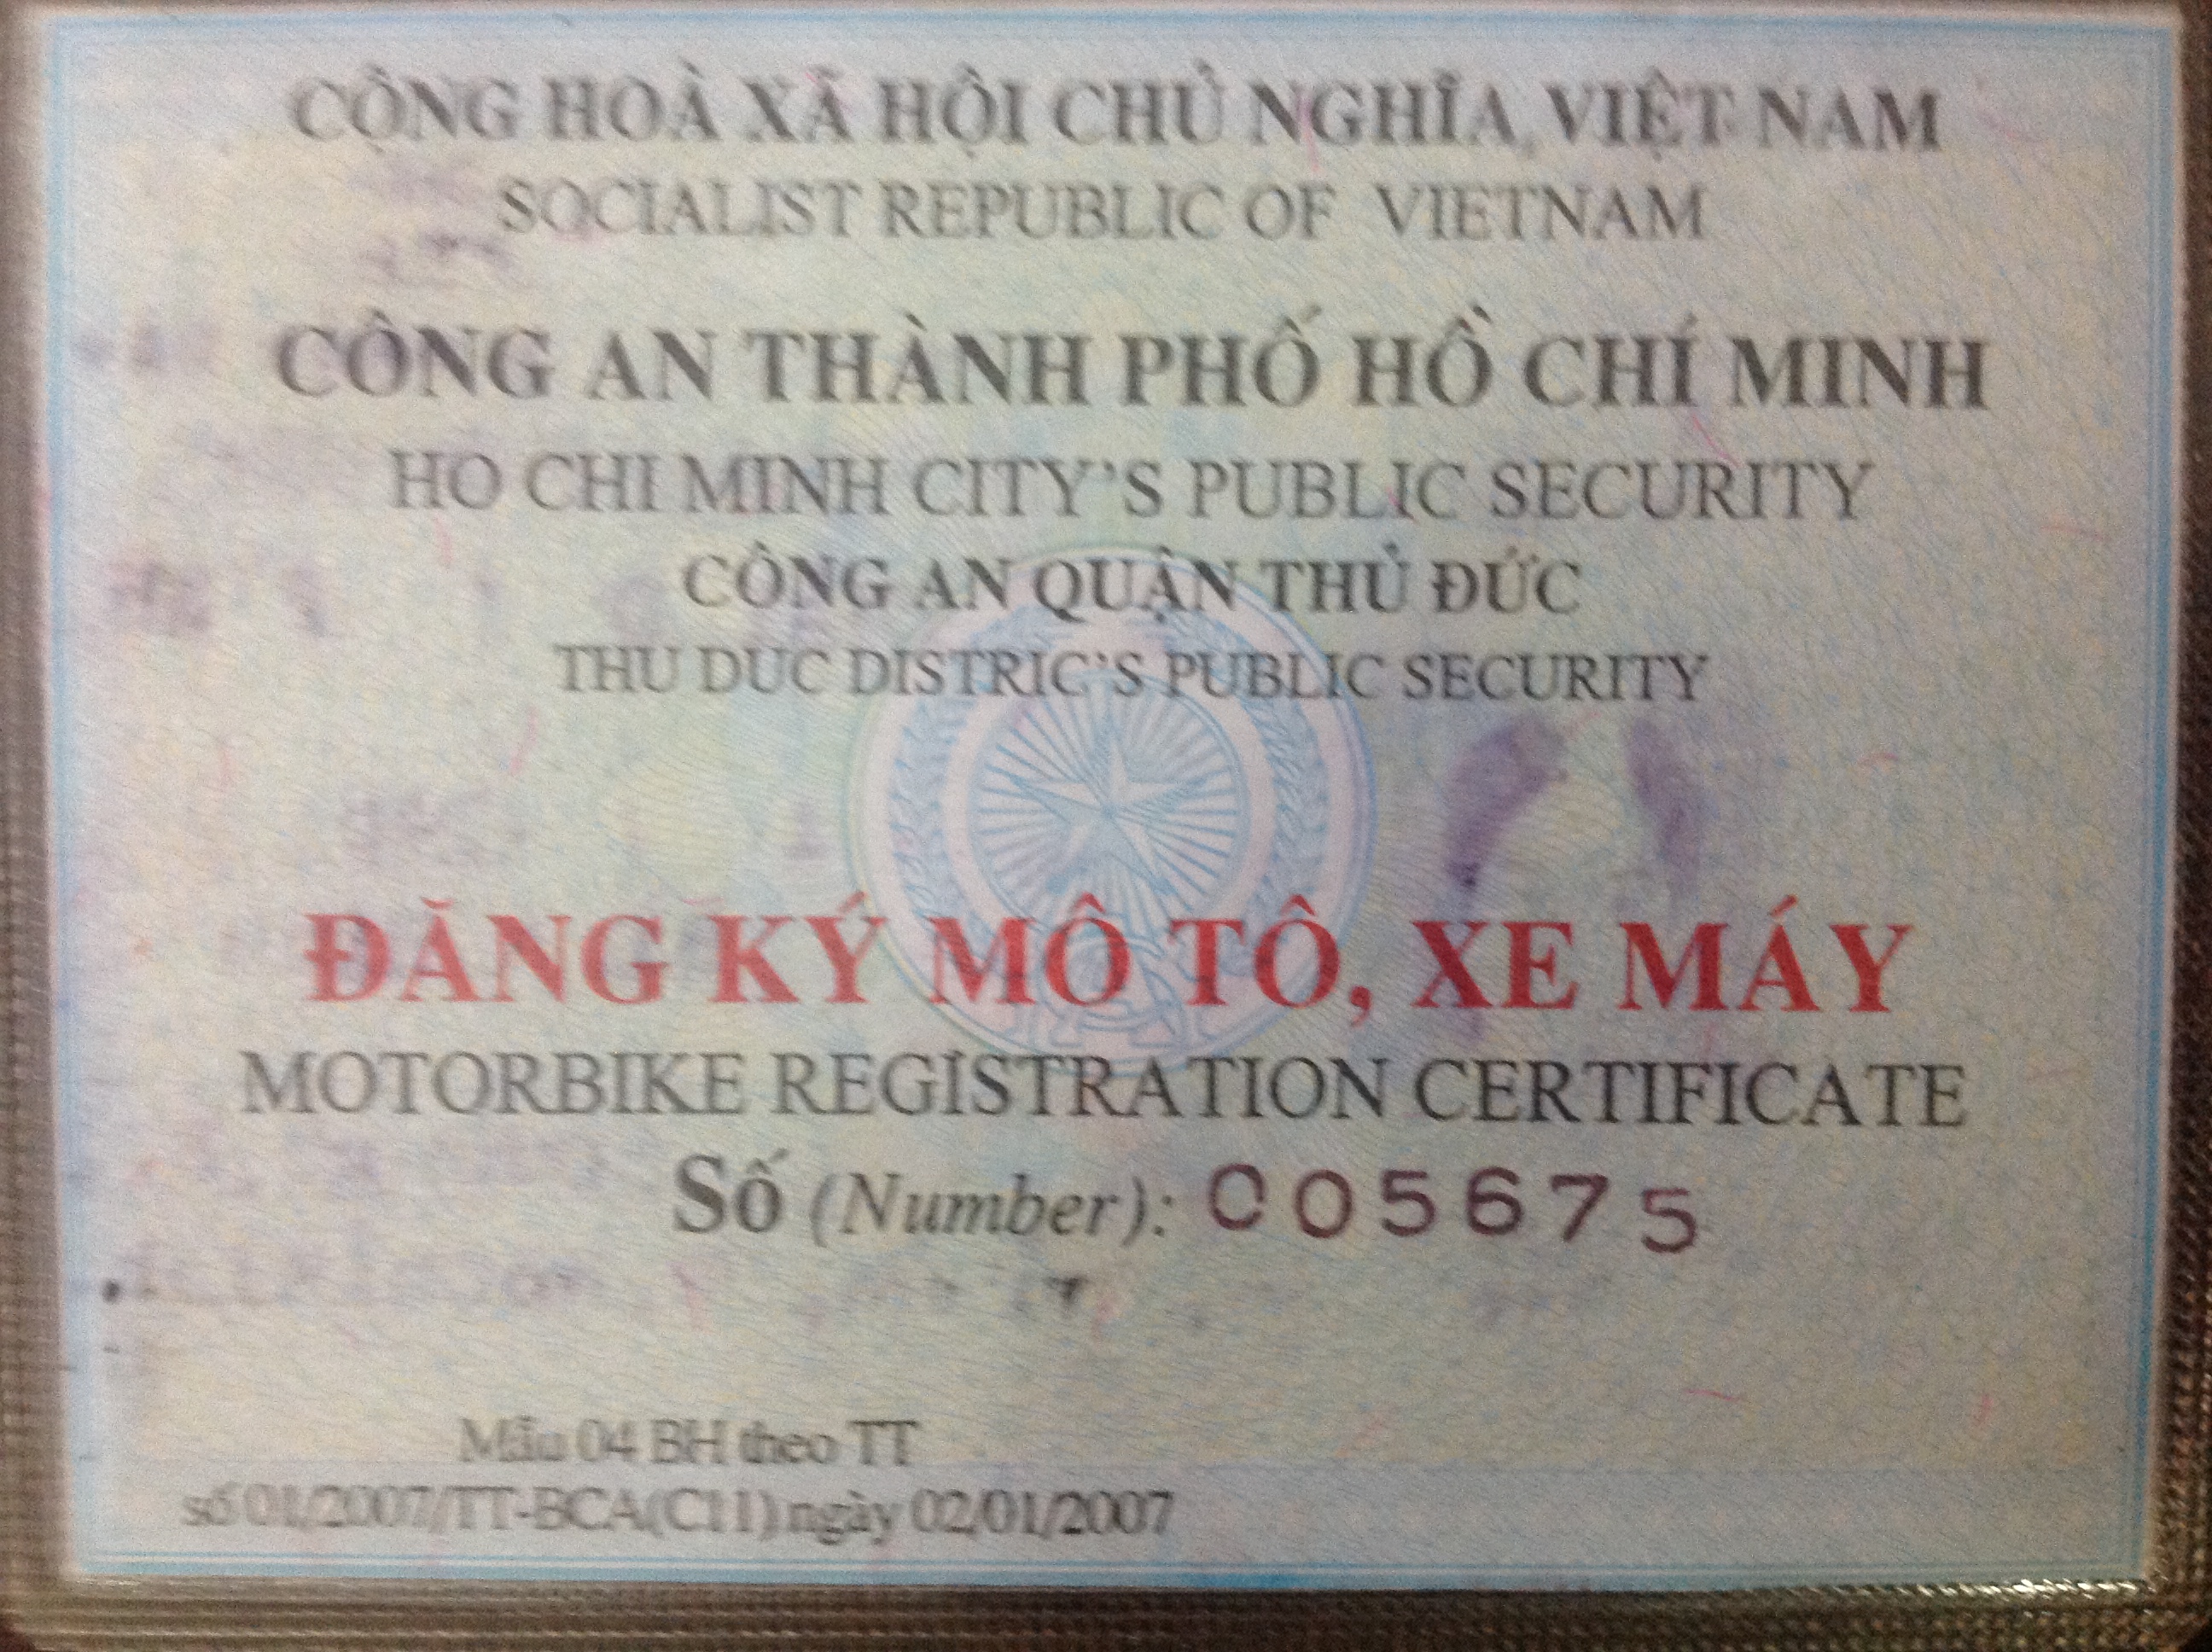 CỘNG HOÀ XÃ HỘI CHỦ NGHĨA VIỆT NAM
SOCIALIST REPUBLIC OF VIETNAM
CÔNG AN THÀNH PHỐ HỒ CHÍ MINH
HO CHI MINH CITY'S PUBLIC SECURITY
CÔNG AN QUẬN THỦ ĐỨC
THU DUC DISTRIC'S PUBLIC SECURITY
ĐĂNG KÝ MÔ TÔ, XE MÁY
MOTORBIKE REGISTRATION CERTIFICATE
Số (Number): 005675
Mẫu 04 BH theo TT
số 01/2007/TT-BCA(C11) ngày 02/01/2007